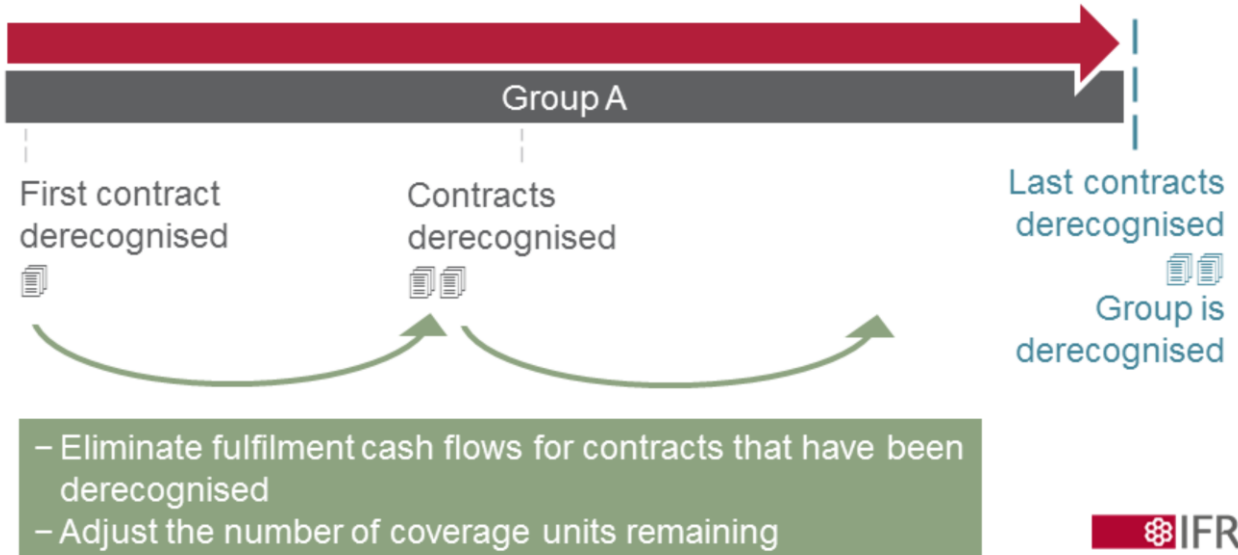 Group A
First contract
derecognised
Contracts
derecognised
Last contracts
derecognised
Group is
derecognised
– Eliminate fulfilment cash flows for contracts that have been
derecognised
– Adjust the number of coverage units remaining
IFR